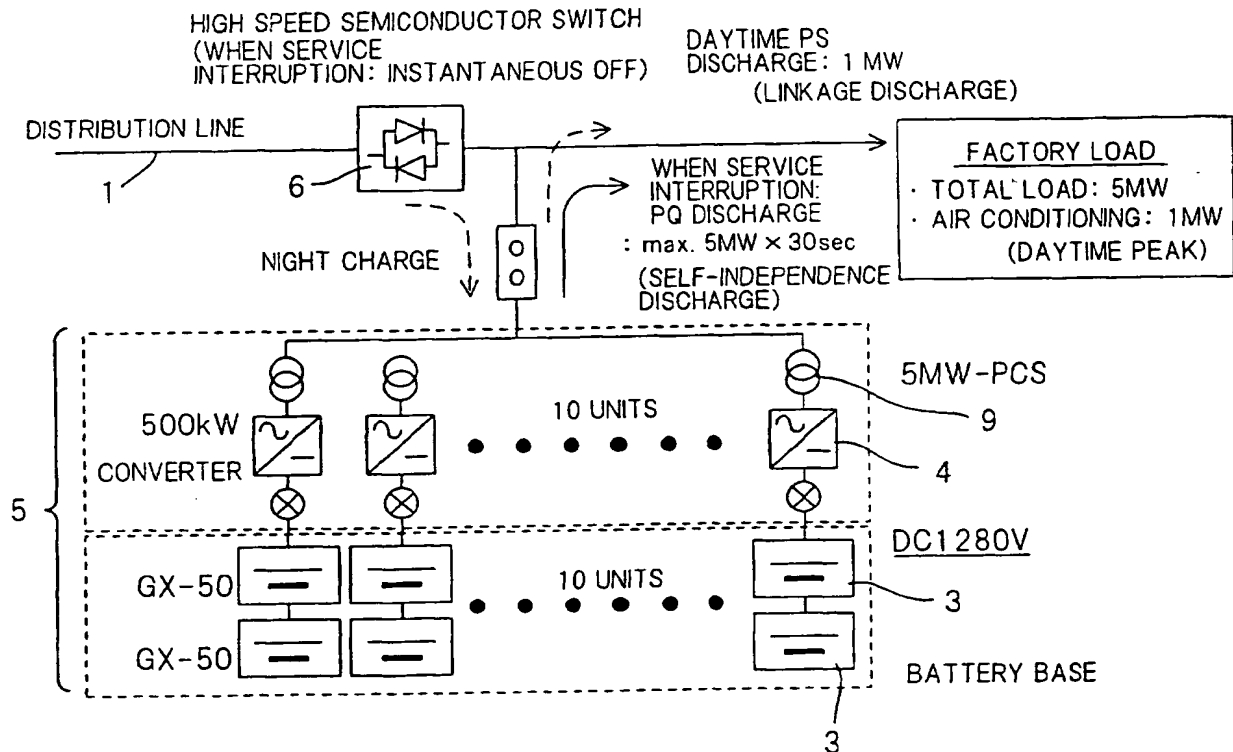 HIGH SPEED SEMICONDUCTOR SWITCH
(WHEN SERVICE
INTERRUPTION: INSTANTANEOUS OFF)
DAYTIME PS
DISCHARGE: 1 MW
(LINKAGE DISCHARGE)
DISTRIBUTION LINE
1
6
FACTORY LOAD
· TOTAL LOAD: 5MW
· AIR CONDITIONING: 1MW
(DAYTIME PEAK)
WHEN SERVICE
INTERRUPTION:
PQ DISCHARGE
: max. 5MW × 30sec
(SELF-INDEPENDENCE
DISCHARGE)
NIGHT CHARGE
5MW-PCS
9
500kW
CONVERTER
10 UNITS
4
5
DC1280V
GX-50
10 UNITS
3
GX-50
BATTERY BASE
3